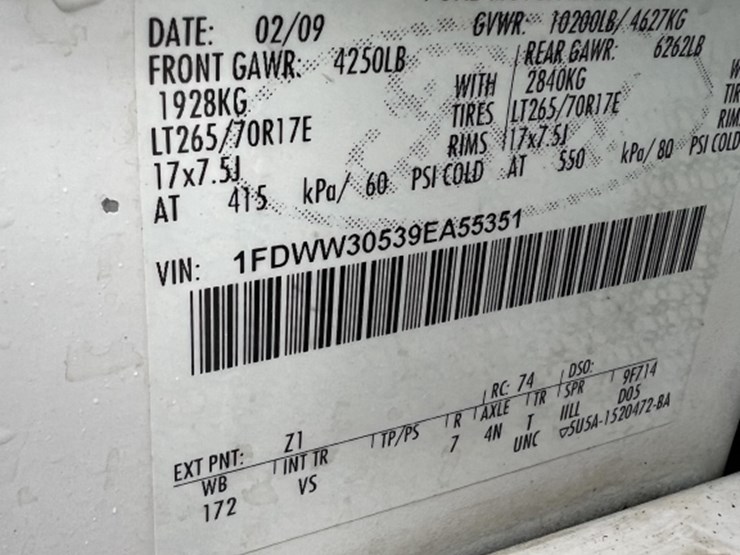 DATE: 02/09 GVWR: 10200LB/ 4627KG
FRONT GAWR: 4250LB REAR GAWR: 6262LB
1928KG WITH 2840KG
LT265/70R17E TIRES LT265/70R17E
17x7.5J RIMS 17x7.5J
AT 415 kPa/ 60 PSI COLD AT 550 kPa/ 80 PSI COLD
VIN: 1FDWW30539EA55351
RC: 74 DSO:
EXT PNT: Z1 9F714
WB INT TR TP/PS R AXLE TR SPR D05
172 VS 7 4N T IILL
UNC ▽5U5A-1520472-BA